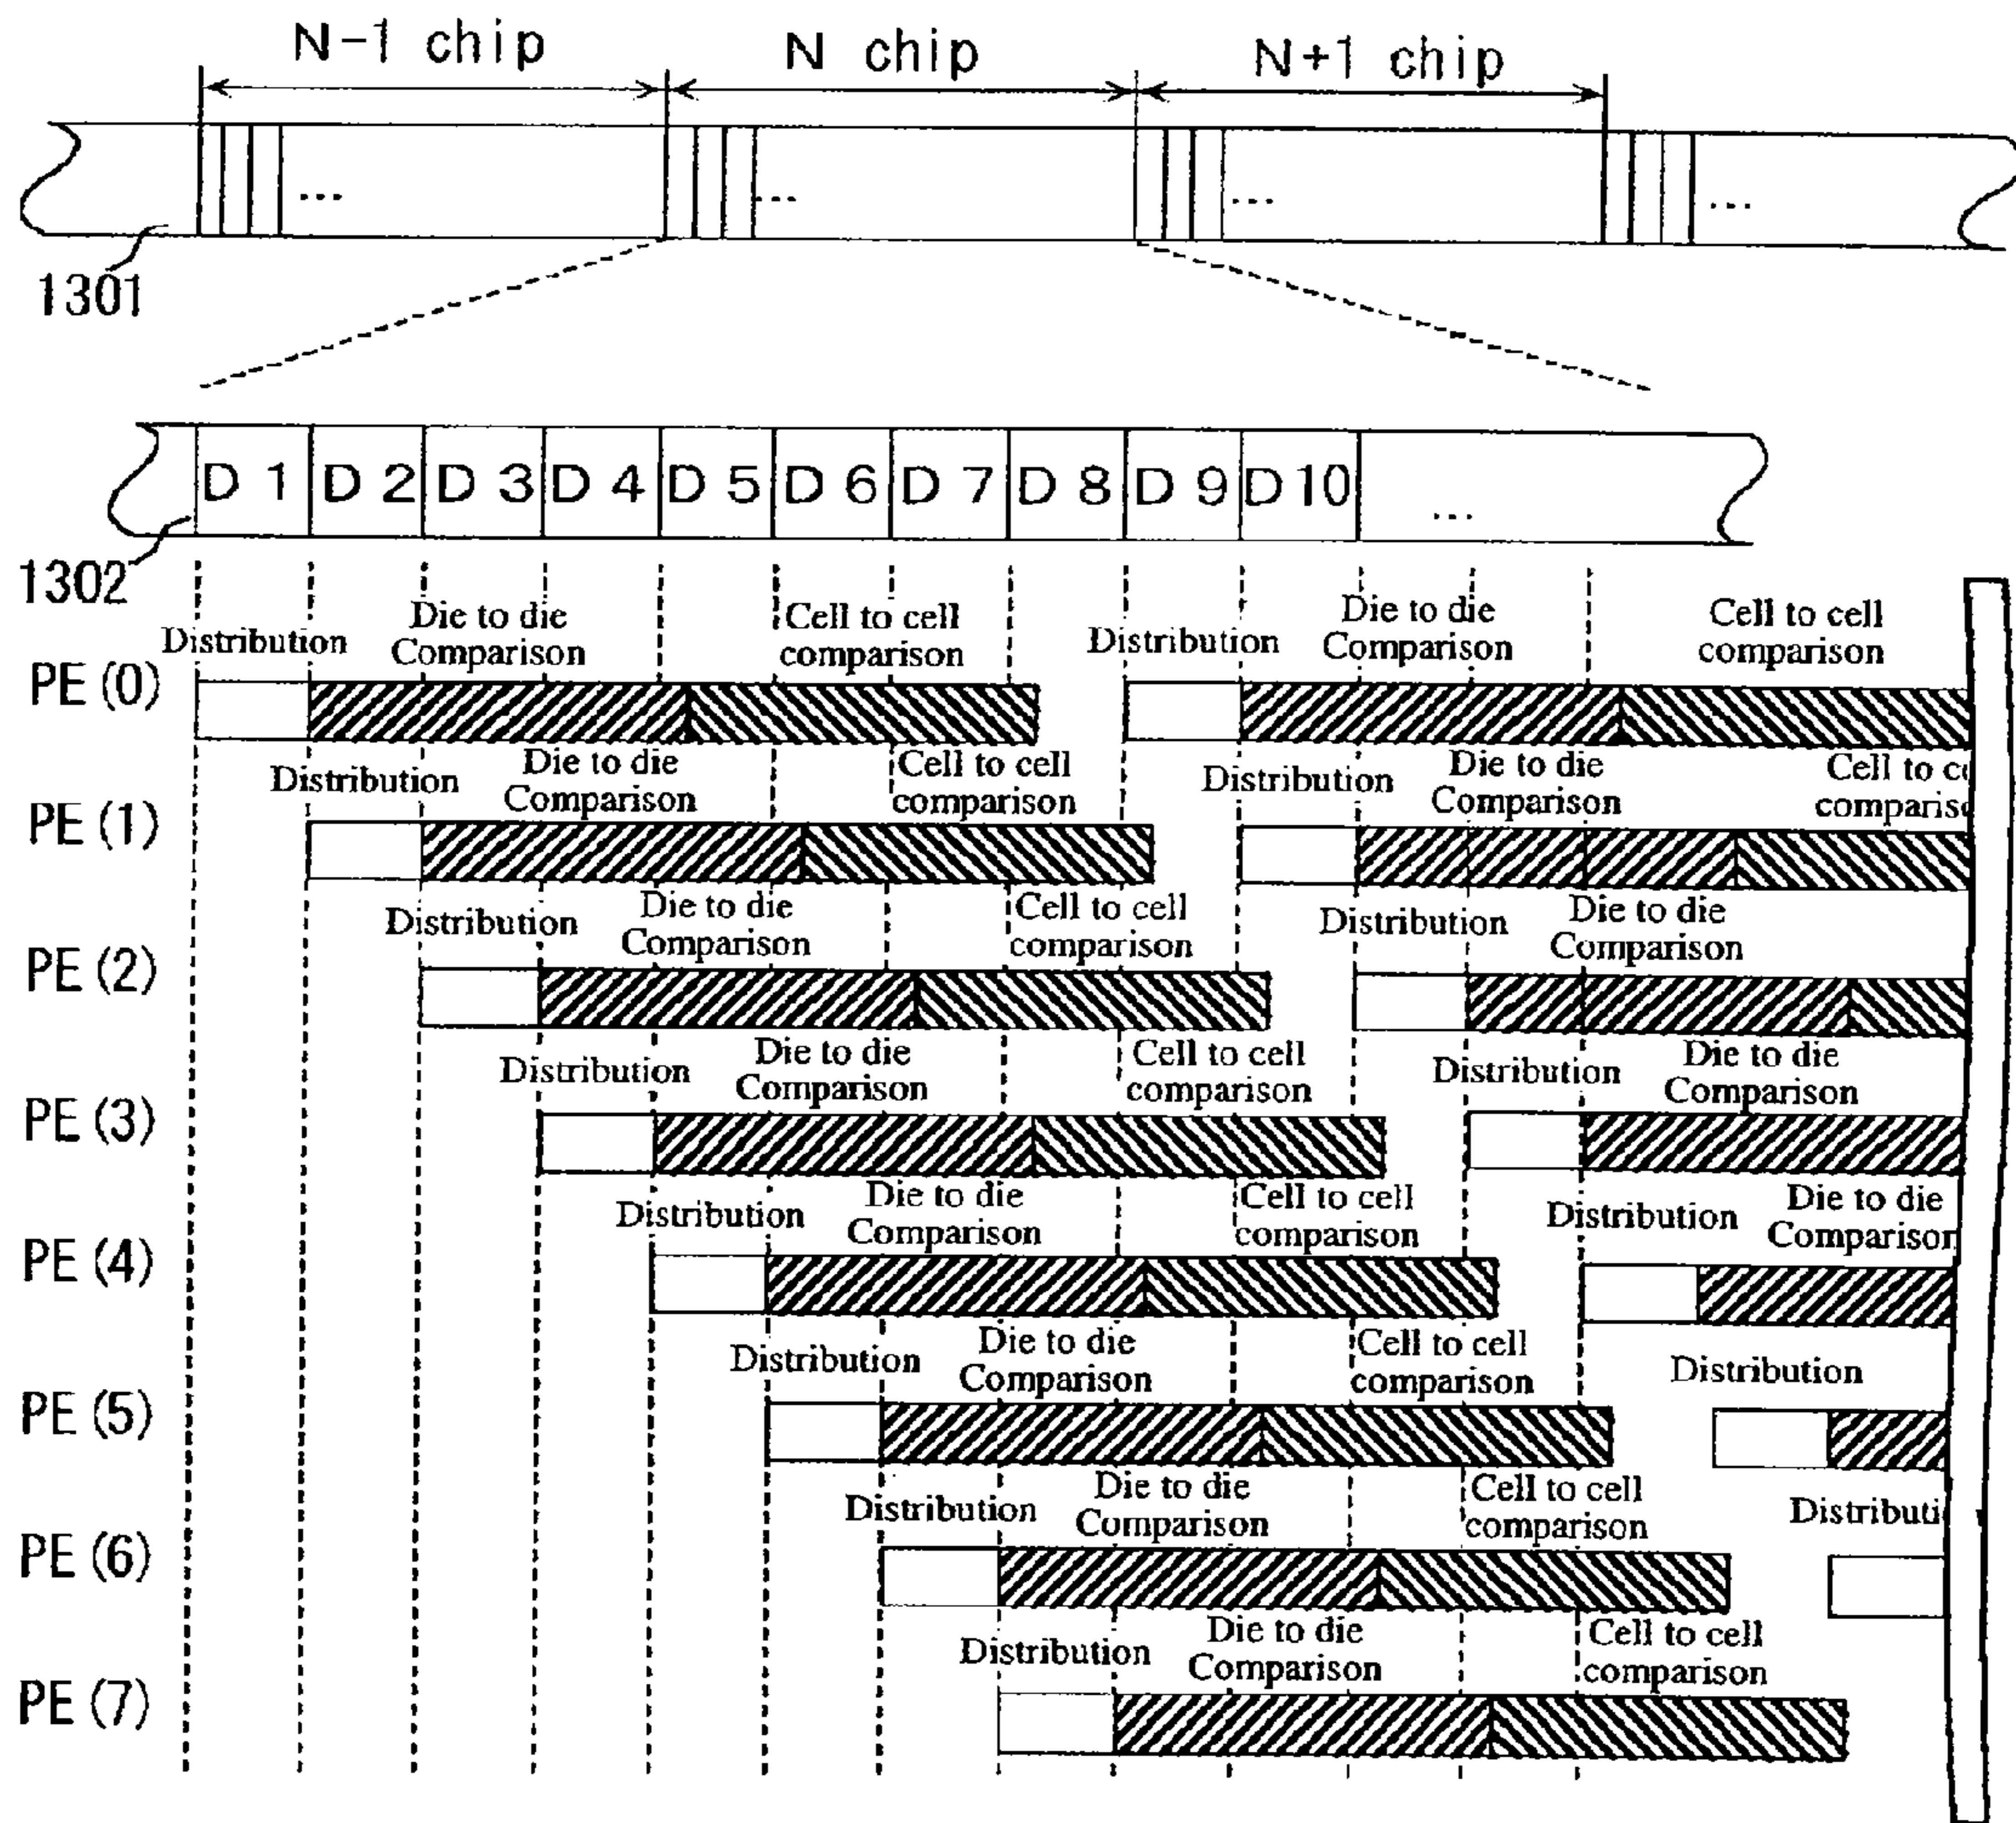 N-1 chip N chip N+1 chip
... ... ... ...
1301
D 1 D 2 D 3 D 4 D 5 D 6 D 7 D 8 D 9 D 10 ...
1302
Distribution Die to die Cell to cell Distribution Die to die Cell to cell
Comparison comparison Comparison comparison
PE (0)
Distribution Die to die Cell to cell Distribution Die to die Cell to c
Comparison comparison Comparison comparis
PE (1)
Distribution Die to die Cell to cell Distribution Die to die
Comparison comparison Comparison
PE (2)
Distribution Die to die Cell to cell Distribution Die to die
Comparison comparison Comparison
PE (3)
Distribution Die to die Cell to cell Distribution Die to die
Comparison comparison Comparison
PE (4)
Distribution Die to die Cell to cell Distribution
Comparison comparison
PE (5)
Distribution Die to die Cell to cell Distributi
Comparison comparison
PE (6)
Distribution Die to die Cell to cell
Comparison comparison
PE (7)